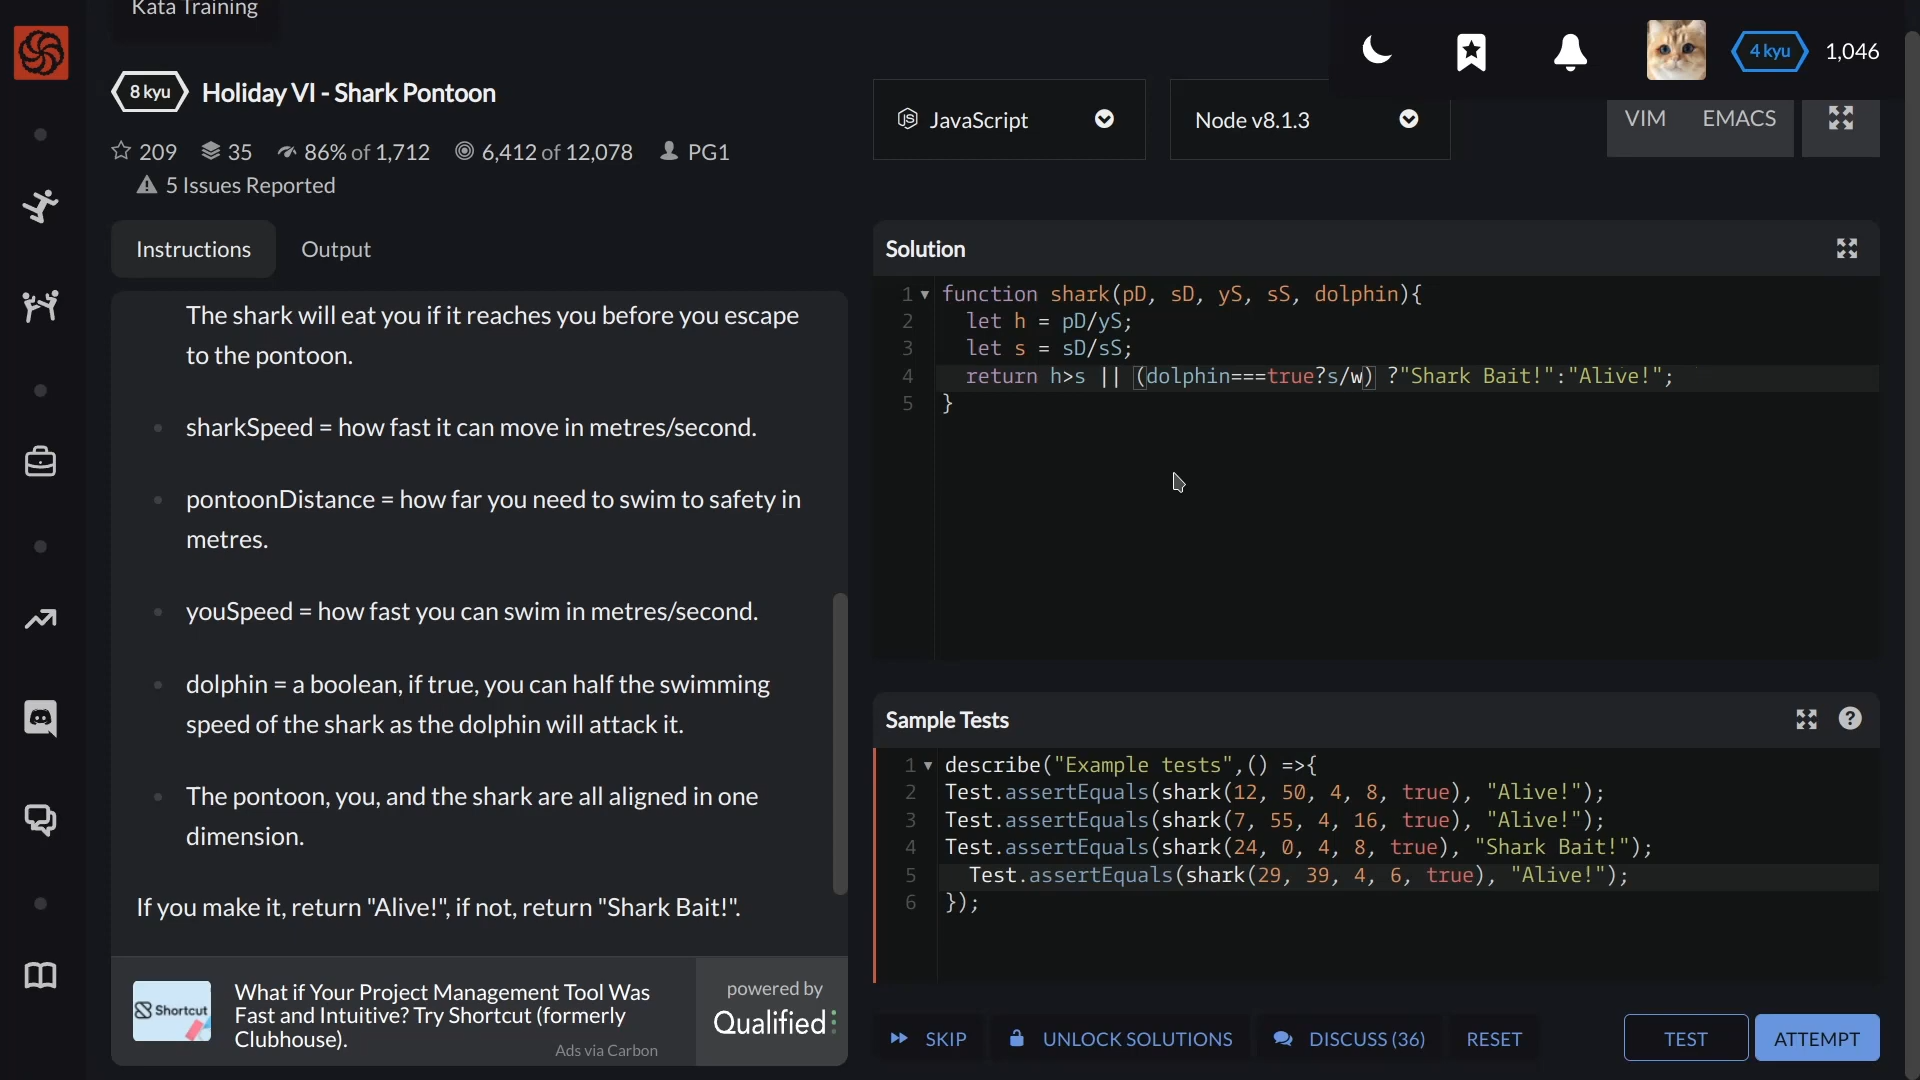 Kata Training
4 kyu
1,046
8 kyu
Holiday VI - Shark Pontoon
JavaScript
Node v8.1.3
VIM
EMACS
209
35
86% of 1,712
6,412 of 12,078
PG1
5 Issues Reported
Instructions
Output
The shark will eat you if it reaches you before you escape
to the pontoon.
sharkSpeed = how fast it can move in metres/second.
pontoonDistance = how far you need to swim to safety in
metres.
youSpeed = how fast you can swim in metres/second.
dolphin = a boolean, if true, you can half the swimming
speed of the shark as the dolphin will attack it.
The pontoon, you, and the shark are all aligned in one
dimension.
If you make it, return "Alive!", if not, return "Shark Bait!".
Shortcut
What if Your Project Management Tool Was
Fast and Intuitive? Try Shortcut (formerly
Clubhouse).
Ads via Carbon
powered by
Qualified
Solution
1 function shark(pD, sD, yS, sS, dolphin){
2 let h = pD/yS;
3 let s = sD/sS;
4 return h>s || (dolphin===true?s/w) ?"Shark Bait!":"Alive!";
5 }
Sample Tests
1 describe("Example tests",() =>{
2 Test.assertEquals(shark(12, 50, 4, 8, true), "Alive!");
3 Test.assertEquals(shark(7, 55, 4, 16, true), "Alive!");
4 Test.assertEquals(shark(24, 0, 4, 8, true), "Shark Bait!");
5 Test.assertEquals(shark(29, 39, 4, 6, true), "Alive!");
6 });
SKIP
UNLOCK SOLUTIONS
DISCUSS (36)
RESET
TEST
ATTEMPT